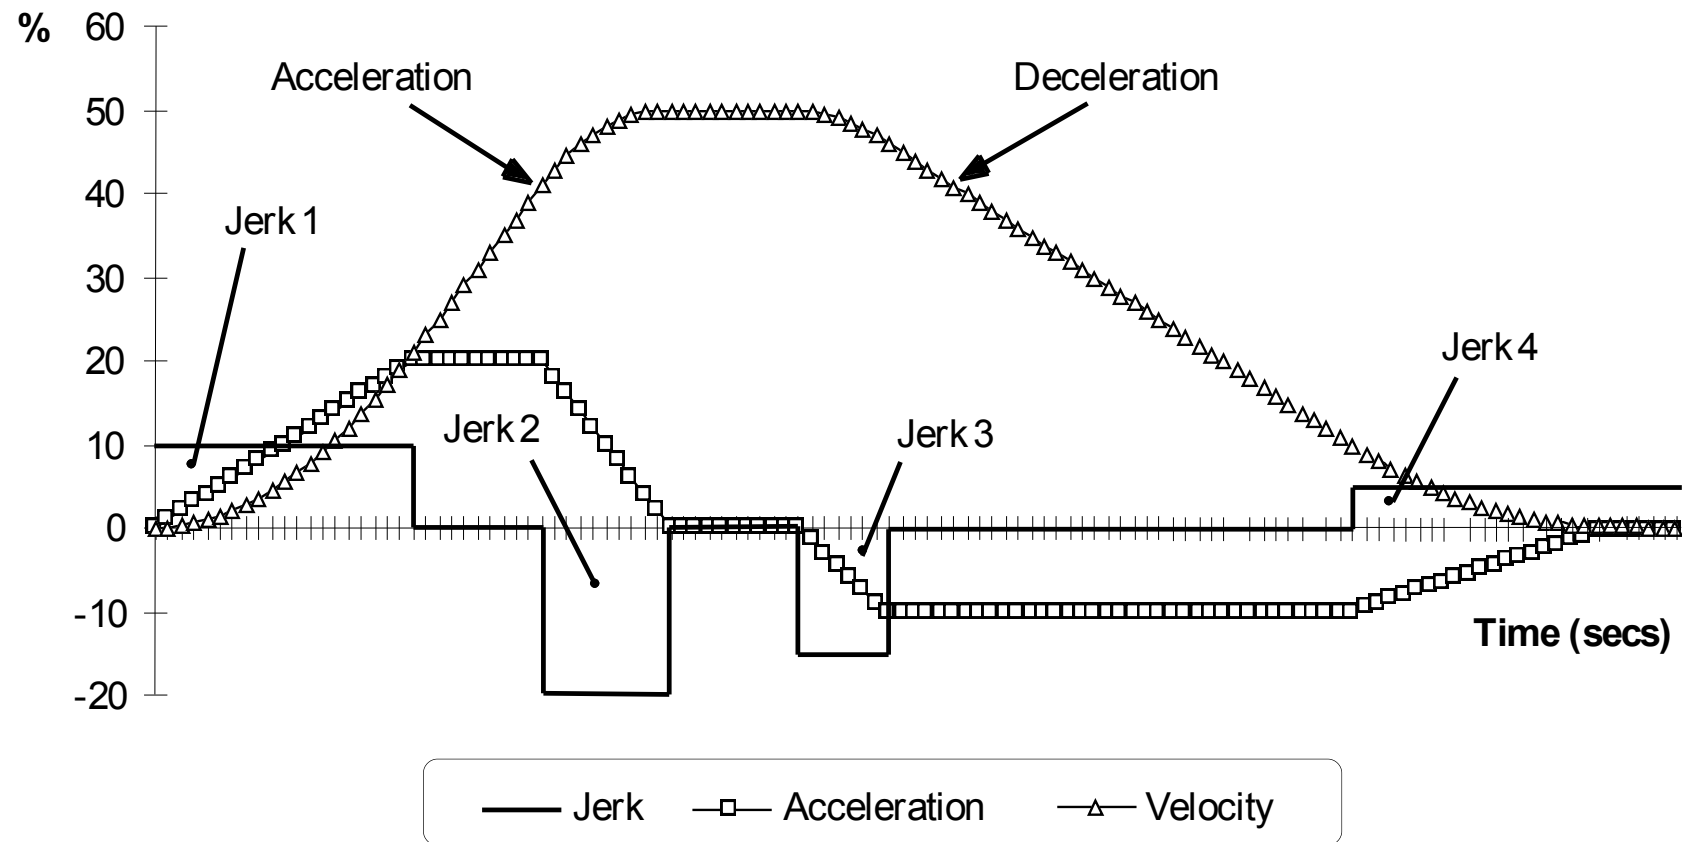 % 60
Acceleration
Deceleration
50
40
Jerk 1
30
20
Jerk 4
10
Jerk 2
Jerk 3
0
-10
Time (secs)
-20
Jerk Acceleration Velocity